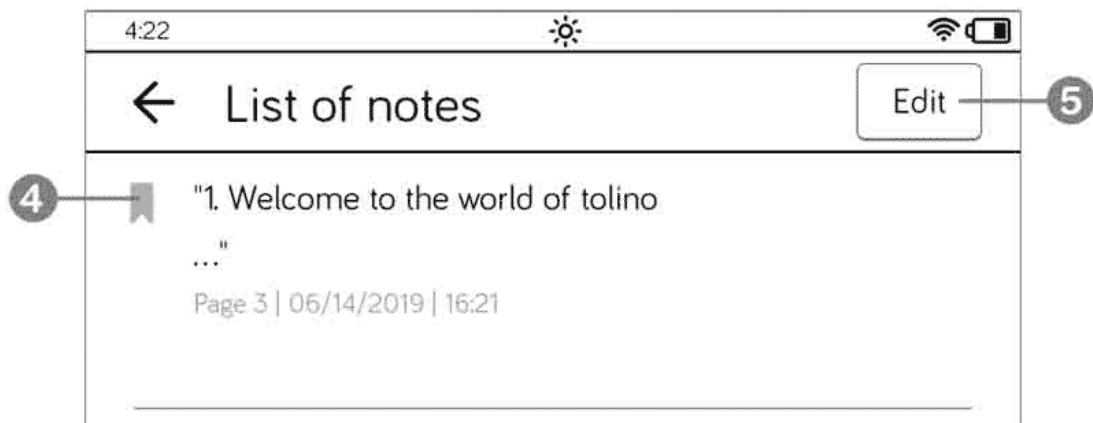 4:22
List of notes
Edit
5
4
"1. Welcome to the world of tolino
..."
Page 3 | 06/14/2019 | 16:21